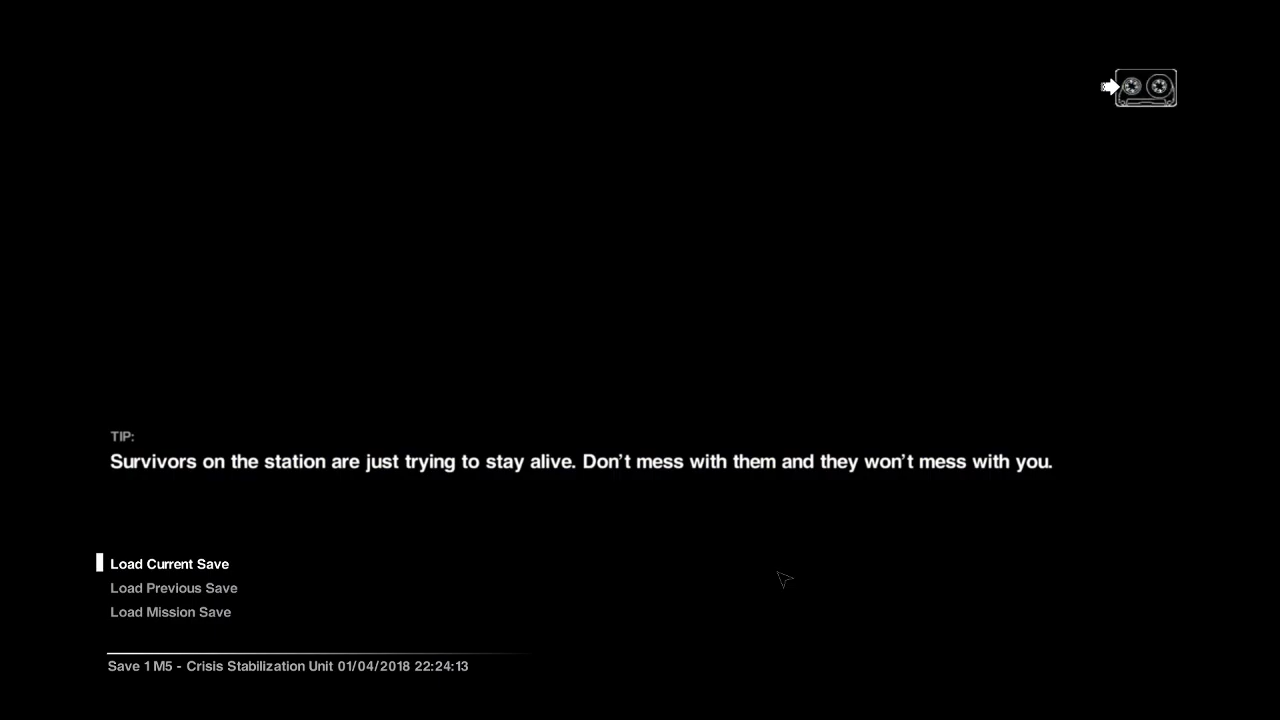 TIP:
Survivors on the station are just trying to stay alive. Don’t mess with them and they won’t mess with you.
Load Current Save
Load Previous Save
Load Mission Save
Save 1 M5 - Crisis Stabilization Unit 01/04/2018 22:24:13